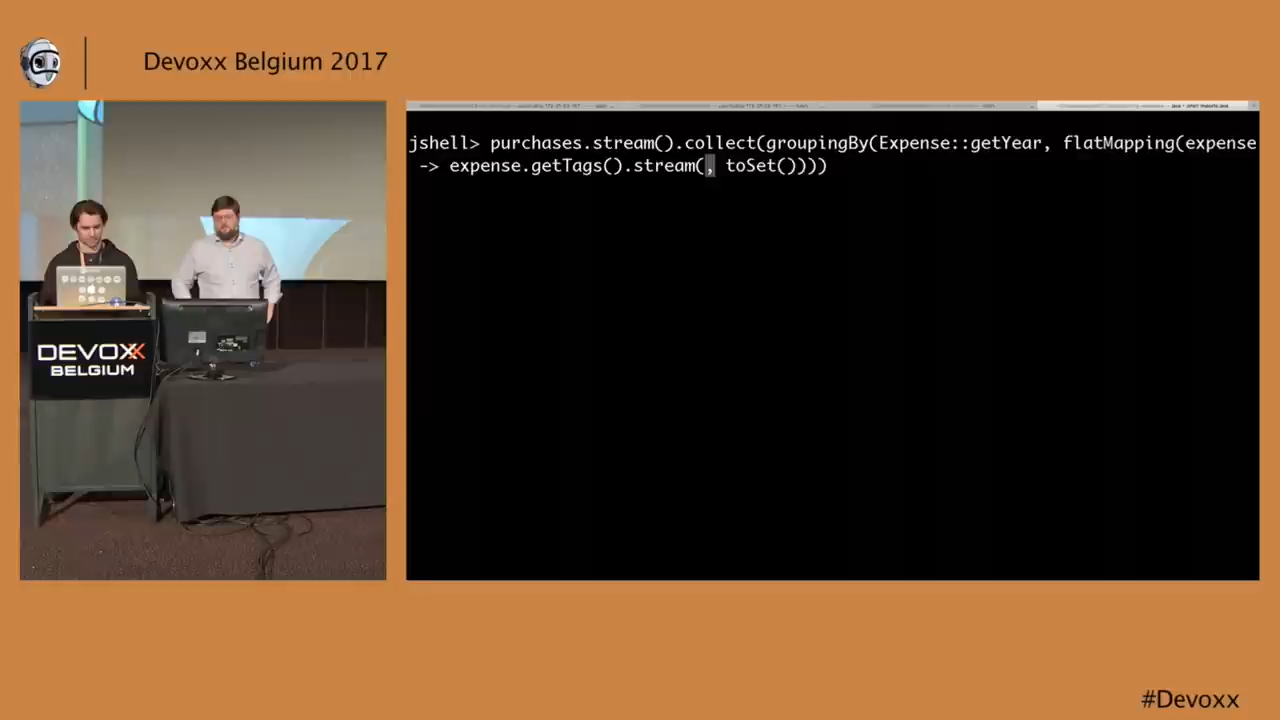 Devoxx Belgium 2017
jshell> purchases.stream().collect(groupingBy(Expense::getYear, flatMapping(expense
-> expense.getTags().stream(, toSet())))
DEVOXX
BELGIUM
#Devoxx